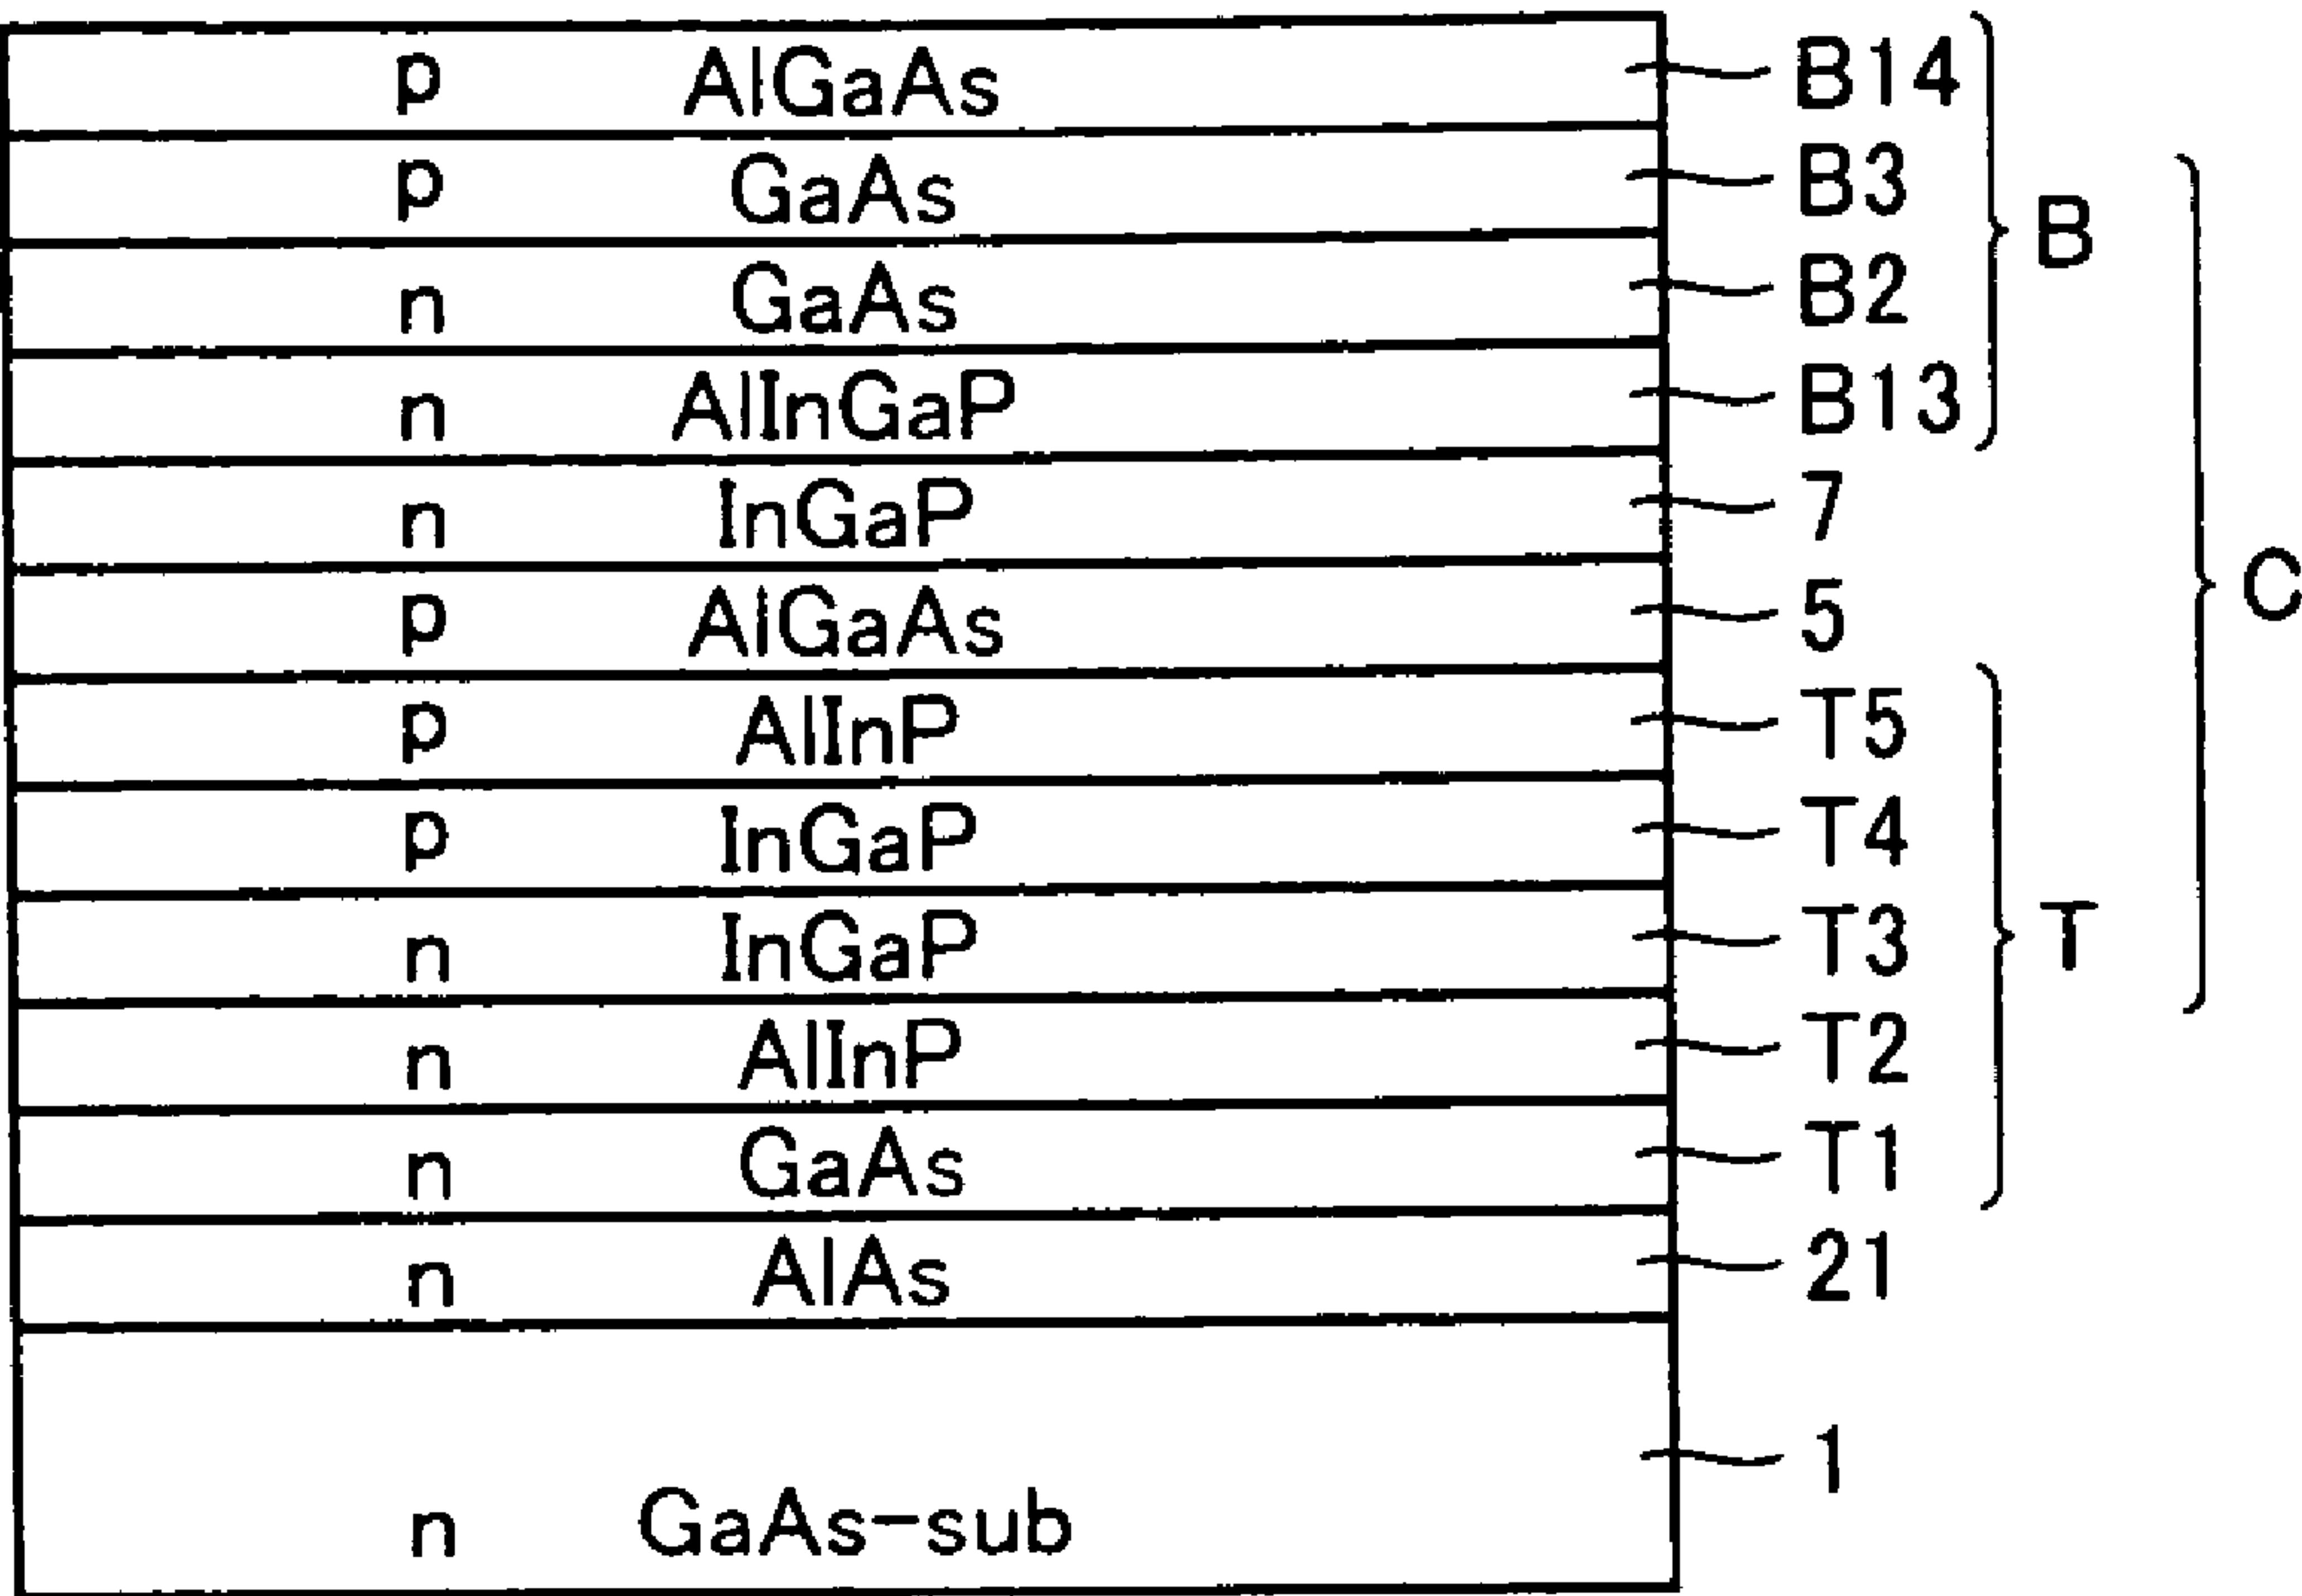 p AlGaAs B14
p GaAs B3
B
n GaAs B2
n AlInGaP B13
n InGaP 7
C
p AlGaAs 5
p AlInP T5
p InGaP T4
n InGaP T3
T
n AlInP T2
n GaAs T1
n AlAs 21
1
n GaAs-sub